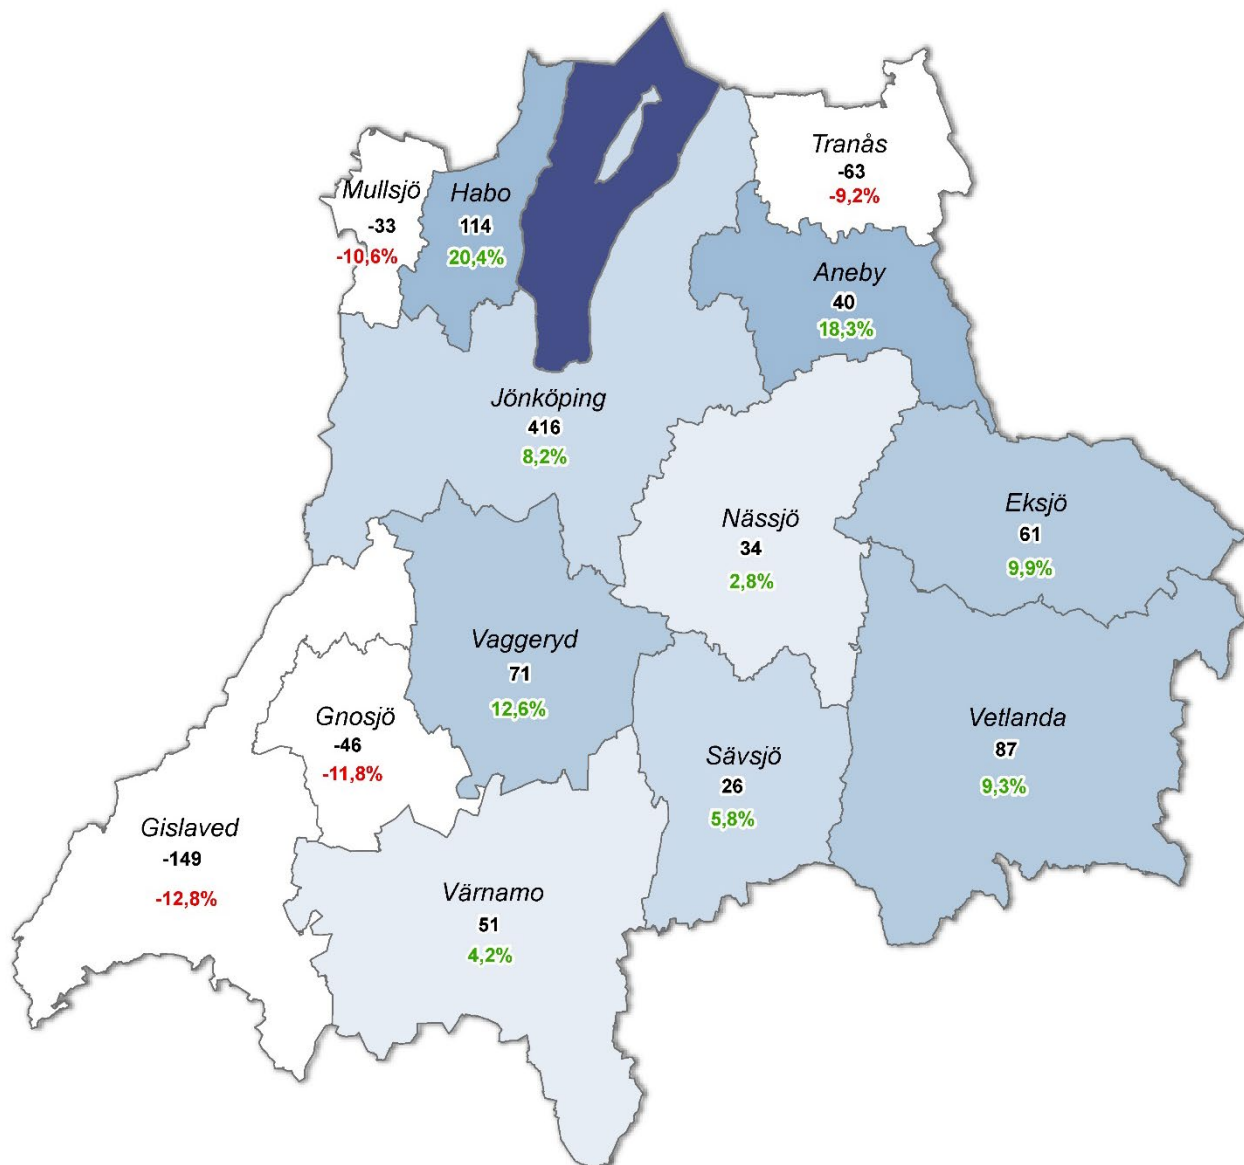 Tranås
-63
-9,2%
Mullsjö
-33
-10,6%
Habo
114
20,4%
Aneby
40
18,3%
Jönköping
416
8,2%
Nässjö
34
2,8%
Eksjö
61
9,9%
Vaggeryd
71
12,6%
Gnosjö
-46
-11,8%
Vetlanda
87
9,3%
Sävsjö
26
5,8%
Gislaved
-149
-12,8%
Värnamo
51
4,2%